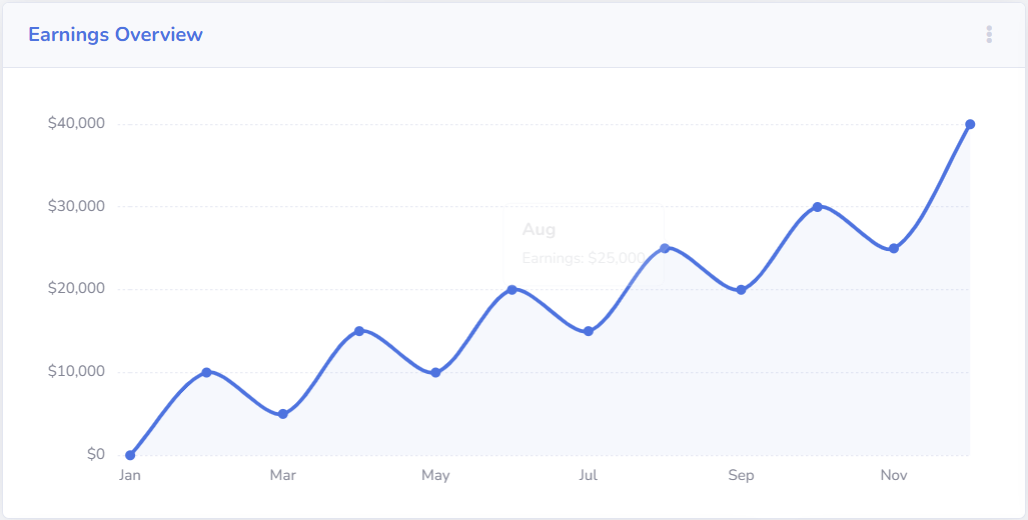 Earnings Overview
$40,000
$30,000
$20,000
$10,000
$0
Aug
Earnings: $25,000
Jan
Mar
May
Jul
Sep
Nov